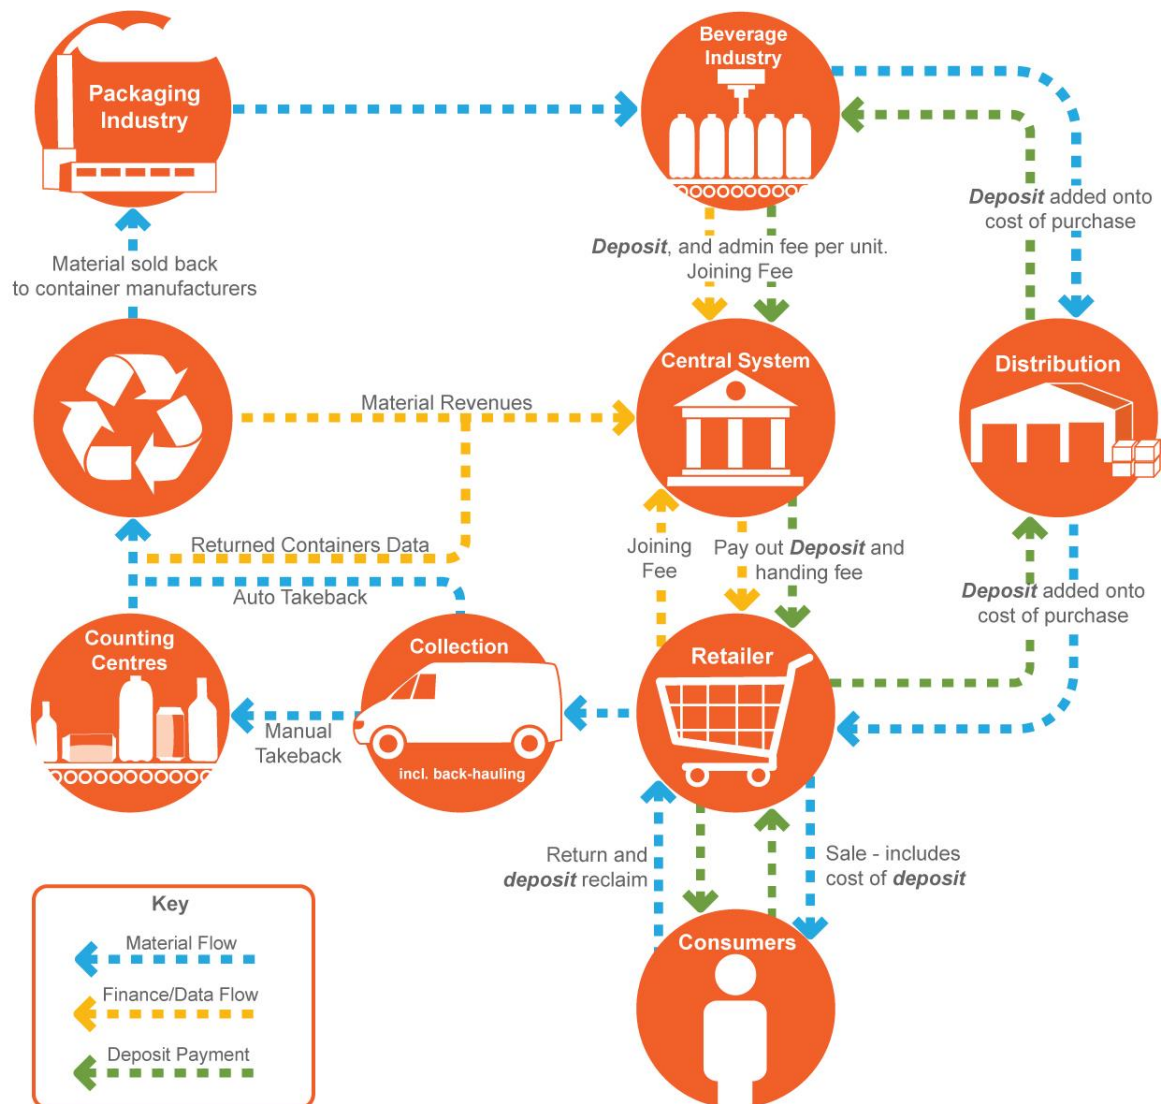 Packaging
Industry
Beverage
Industry
Deposit added onto
cost of purchase
Deposit, and admin fee per unit.
Joining Fee
Material sold back
to container manufacturers
Central System
Distribution
Material Revenues
Returned Containers Data
Auto Takeback
Joining
Fee
Pay out Deposit and
handing fee
Deposit added onto
cost of purchase
Counting
Centres
Collection
incl. back-hauling
Manual
Takeback
Retailer
Return and
deposit reclaim
Sale - includes
cost of deposit
Consumers
Key
Material Flow
Finance/Data Flow
Deposit Payment